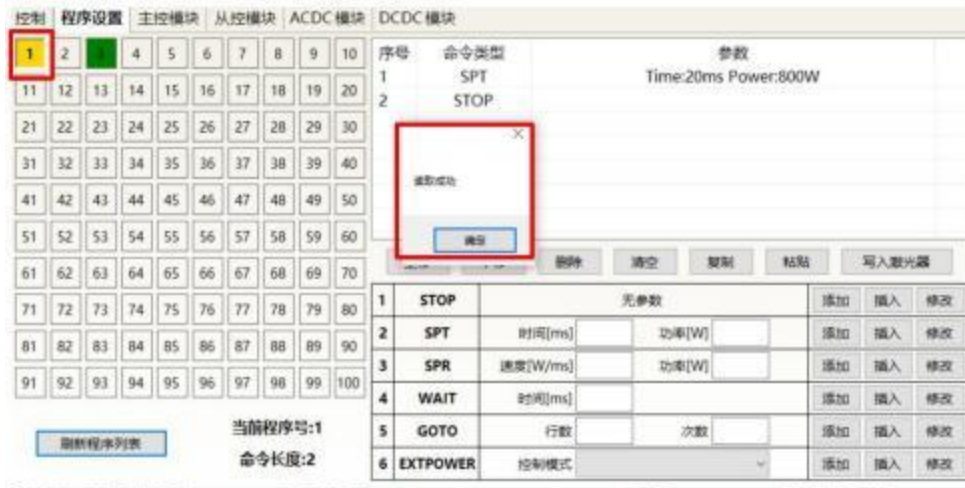 控制 程序设置 主控模块 从控模块 ACDC 模块 DCDC 模块
1 2 3 4 5 6 7 8 9 10
11 12 13 14 15 16 17 18 19 20
21 22 23 24 25 26 27 28 29 30
31 32 33 34 35 36 37 38 39 40
41 42 43 44 45 46 47 48 49 50
51 52 53 54 55 56 57 58 59 60
61 62 63 64 65 66 67 68 69 70
71 72 73 74 75 76 77 78 79 80
81 82 83 84 85 86 87 88 89 90
91 92 93 94 95 96 97 98 99 100
刷新程序列表
当前程序号:1
命令长度:2
序号 命令类型 参数
1 SPT Time:20ms Power:800W
2 STOP
读取成功
确定
删除 清空 复制 粘贴 写入激光器
1 STOP 无参数 添加 插入 修改
2 SPT 时间[ms] 功率[W] 添加 插入 修改
3 SPR 速度[W/ms] 功率[W] 添加 插入 修改
4 WAIT 时间[ms] 添加 插入 修改
5 GOTO 行数 次数 添加 插入 修改
6 EXTPOWER 控制模式 添加 插入 修改